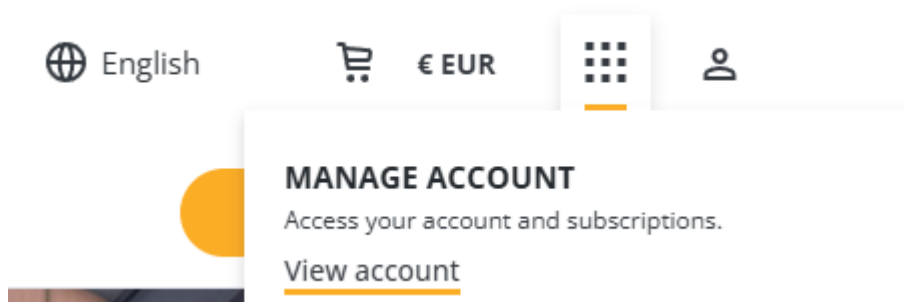 English
€ EUR
MANAGE ACCOUNT
Access your account and subscriptions.
View account